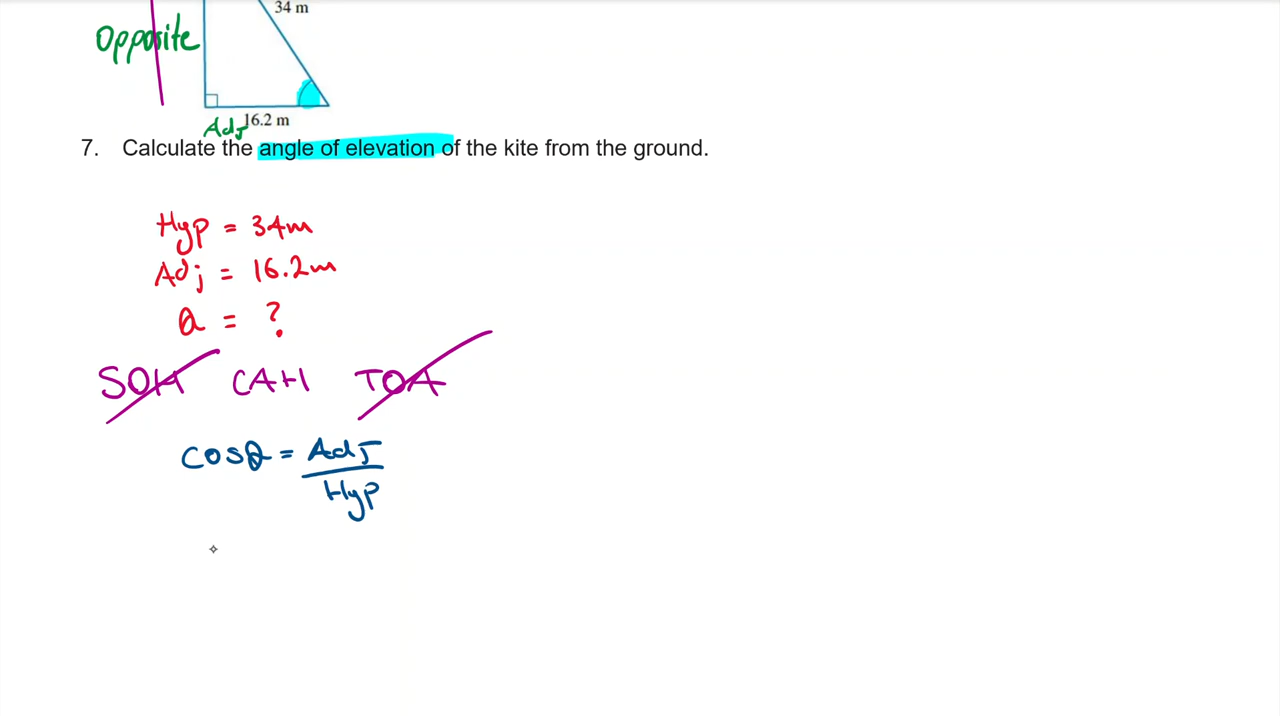 34 m
Opposite
16.2 m
Adj
7. Calculate the angle of elevation of the kite from the ground.
Hyp = 34m
Adj = 16.2m
θ = ?
SOH CAH TOA
cosθ = Adj
Hyp